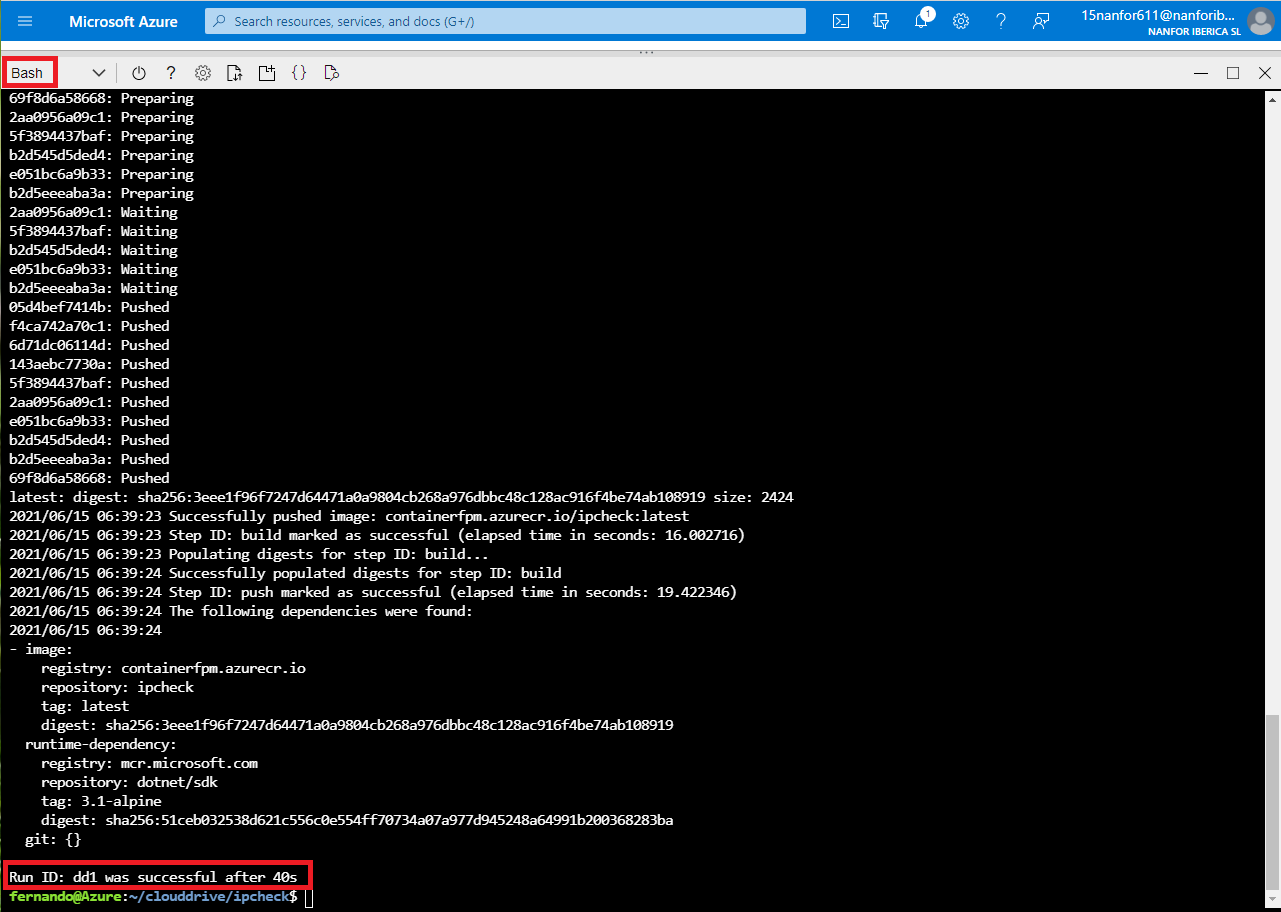 Microsoft Azure
Search resources, services, and docs (G+/)
1
15nanfor611@nanforib...
NANFOR IBERICA SL
Bash
69f8d6a58668: Preparing
2aa0956a09c1: Preparing
5f3894437baf: Preparing
b2d545d5ded4: Preparing
e051bc6a9b33: Preparing
b2d5eeeaba3a: Preparing
2aa0956a09c1: Waiting
5f3894437baf: Waiting
b2d545d5ded4: Waiting
e051bc6a9b33: Waiting
b2d5eeeaba3a: Waiting
05d4bef7414b: Pushed
f4ca742a70c1: Pushed
6d71dc06114d: Pushed
143aebc7730a: Pushed
5f3894437baf: Pushed
2aa0956a09c1: Pushed
e051bc6a9b33: Pushed
b2d545d5ded4: Pushed
b2d5eeeaba3a: Pushed
69f8d6a58668: Pushed
latest: digest: sha256:3eee1f96f7247d64471a0a9804cb268a976dbbc48c128ac916f4be74ab108919 size: 2424
2021/06/15 06:39:23 Successfully pushed image: containerfpm.azurecr.io/ipcheck:latest
2021/06/15 06:39:23 Step ID: build marked as successful (elapsed time in seconds: 16.002716)
2021/06/15 06:39:23 Populating digests for step ID: build...
2021/06/15 06:39:24 Successfully populated digests for step ID: build
2021/06/15 06:39:24 Step ID: push marked as successful (elapsed time in seconds: 19.422346)
2021/06/15 06:39:24 The following dependencies were found:
2021/06/15 06:39:24
- image:
registry: containerfpm.azurecr.io
repository: ipcheck
tag: latest
digest: sha256:3eee1f96f7247d64471a0a9804cb268a976dbbc48c128ac916f4be74ab108919
runtime-dependency:
registry: mcr.microsoft.com
repository: dotnet/sdk
tag: 3.1-alpine
digest: sha256:51ceb032538d621c556c0e554ff70734a07a977d945248a64991b200368283ba
git: {}
Run ID: dd1 was successful after 40s
fernando@Azure:~/clouddrive/ipcheck$